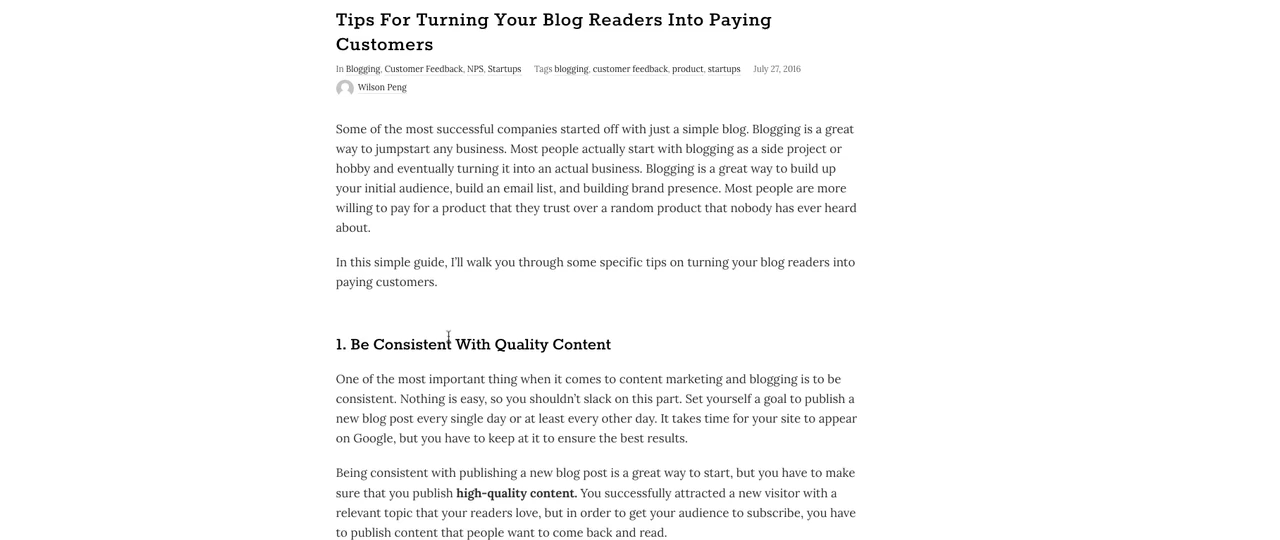 Tips For Turning Your Blog Readers Into Paying
Customers
In Blogging, Customer Feedback, NPS, Startups Tags blogging, customer feedback, product, startups July 27, 2016
Wilson Peng
Some of the most successful companies started off with just a simple blog. Blogging is a great
way to jumpstart any business. Most people actually start with blogging as a side project or
hobby and eventually turning it into an actual business. Blogging is a great way to build up
your initial audience, build an email list, and building brand presence. Most people are more
willing to pay for a product that they trust over a random product that nobody has ever heard
about.
In this simple guide, I’ll walk you through some specific tips on turning your blog readers into
paying customers.
1. Be Consistent With Quality Content
One of the most important thing when it comes to content marketing and blogging is to be
consistent. Nothing is easy, so you shouldn’t slack on this part. Set yourself a goal to publish a
new blog post every single day or at least every other day. It takes time for your site to appear
on Google, but you have to keep at it to ensure the best results.
Being consistent with publishing a new blog post is a great way to start, but you have to make
sure that you publish high-quality content. You successfully attracted a new visitor with a
relevant topic that your readers love, but in order to get your audience to subscribe, you have
to publish content that people want to come back and read.